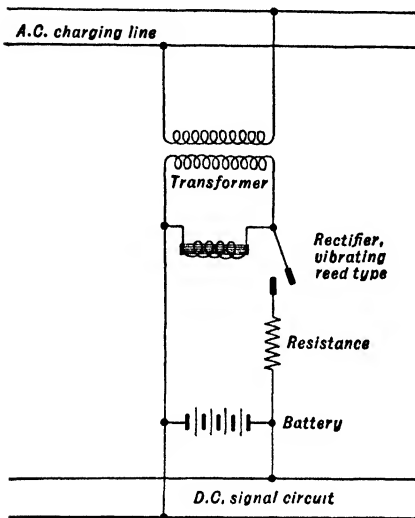 A.C. charging line
Transformer
Rectifier,
vibrating
reed type
Resistance
Battery
D.C. signal circuit